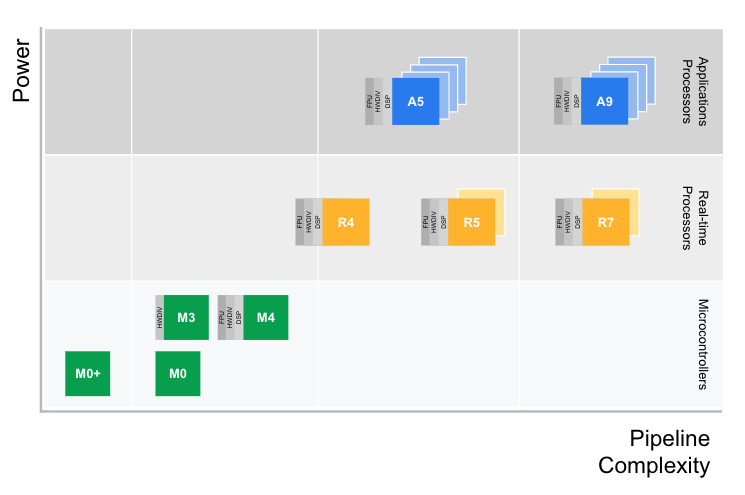 Power
FPU
HWDIV
DSP
A5
FPU
HWDIV
DSP
A9
Applications
Processors
FPU
HWDIV
DSP
R4
FPU
HWDIV
DSP
R5
FPU
HWDIV
DSP
R7
Real-time
Processors
HWDIV
M3
FPU
HWDIV
DSP
M4
Microcontrollers
M0+
M0
Pipeline
Complexity